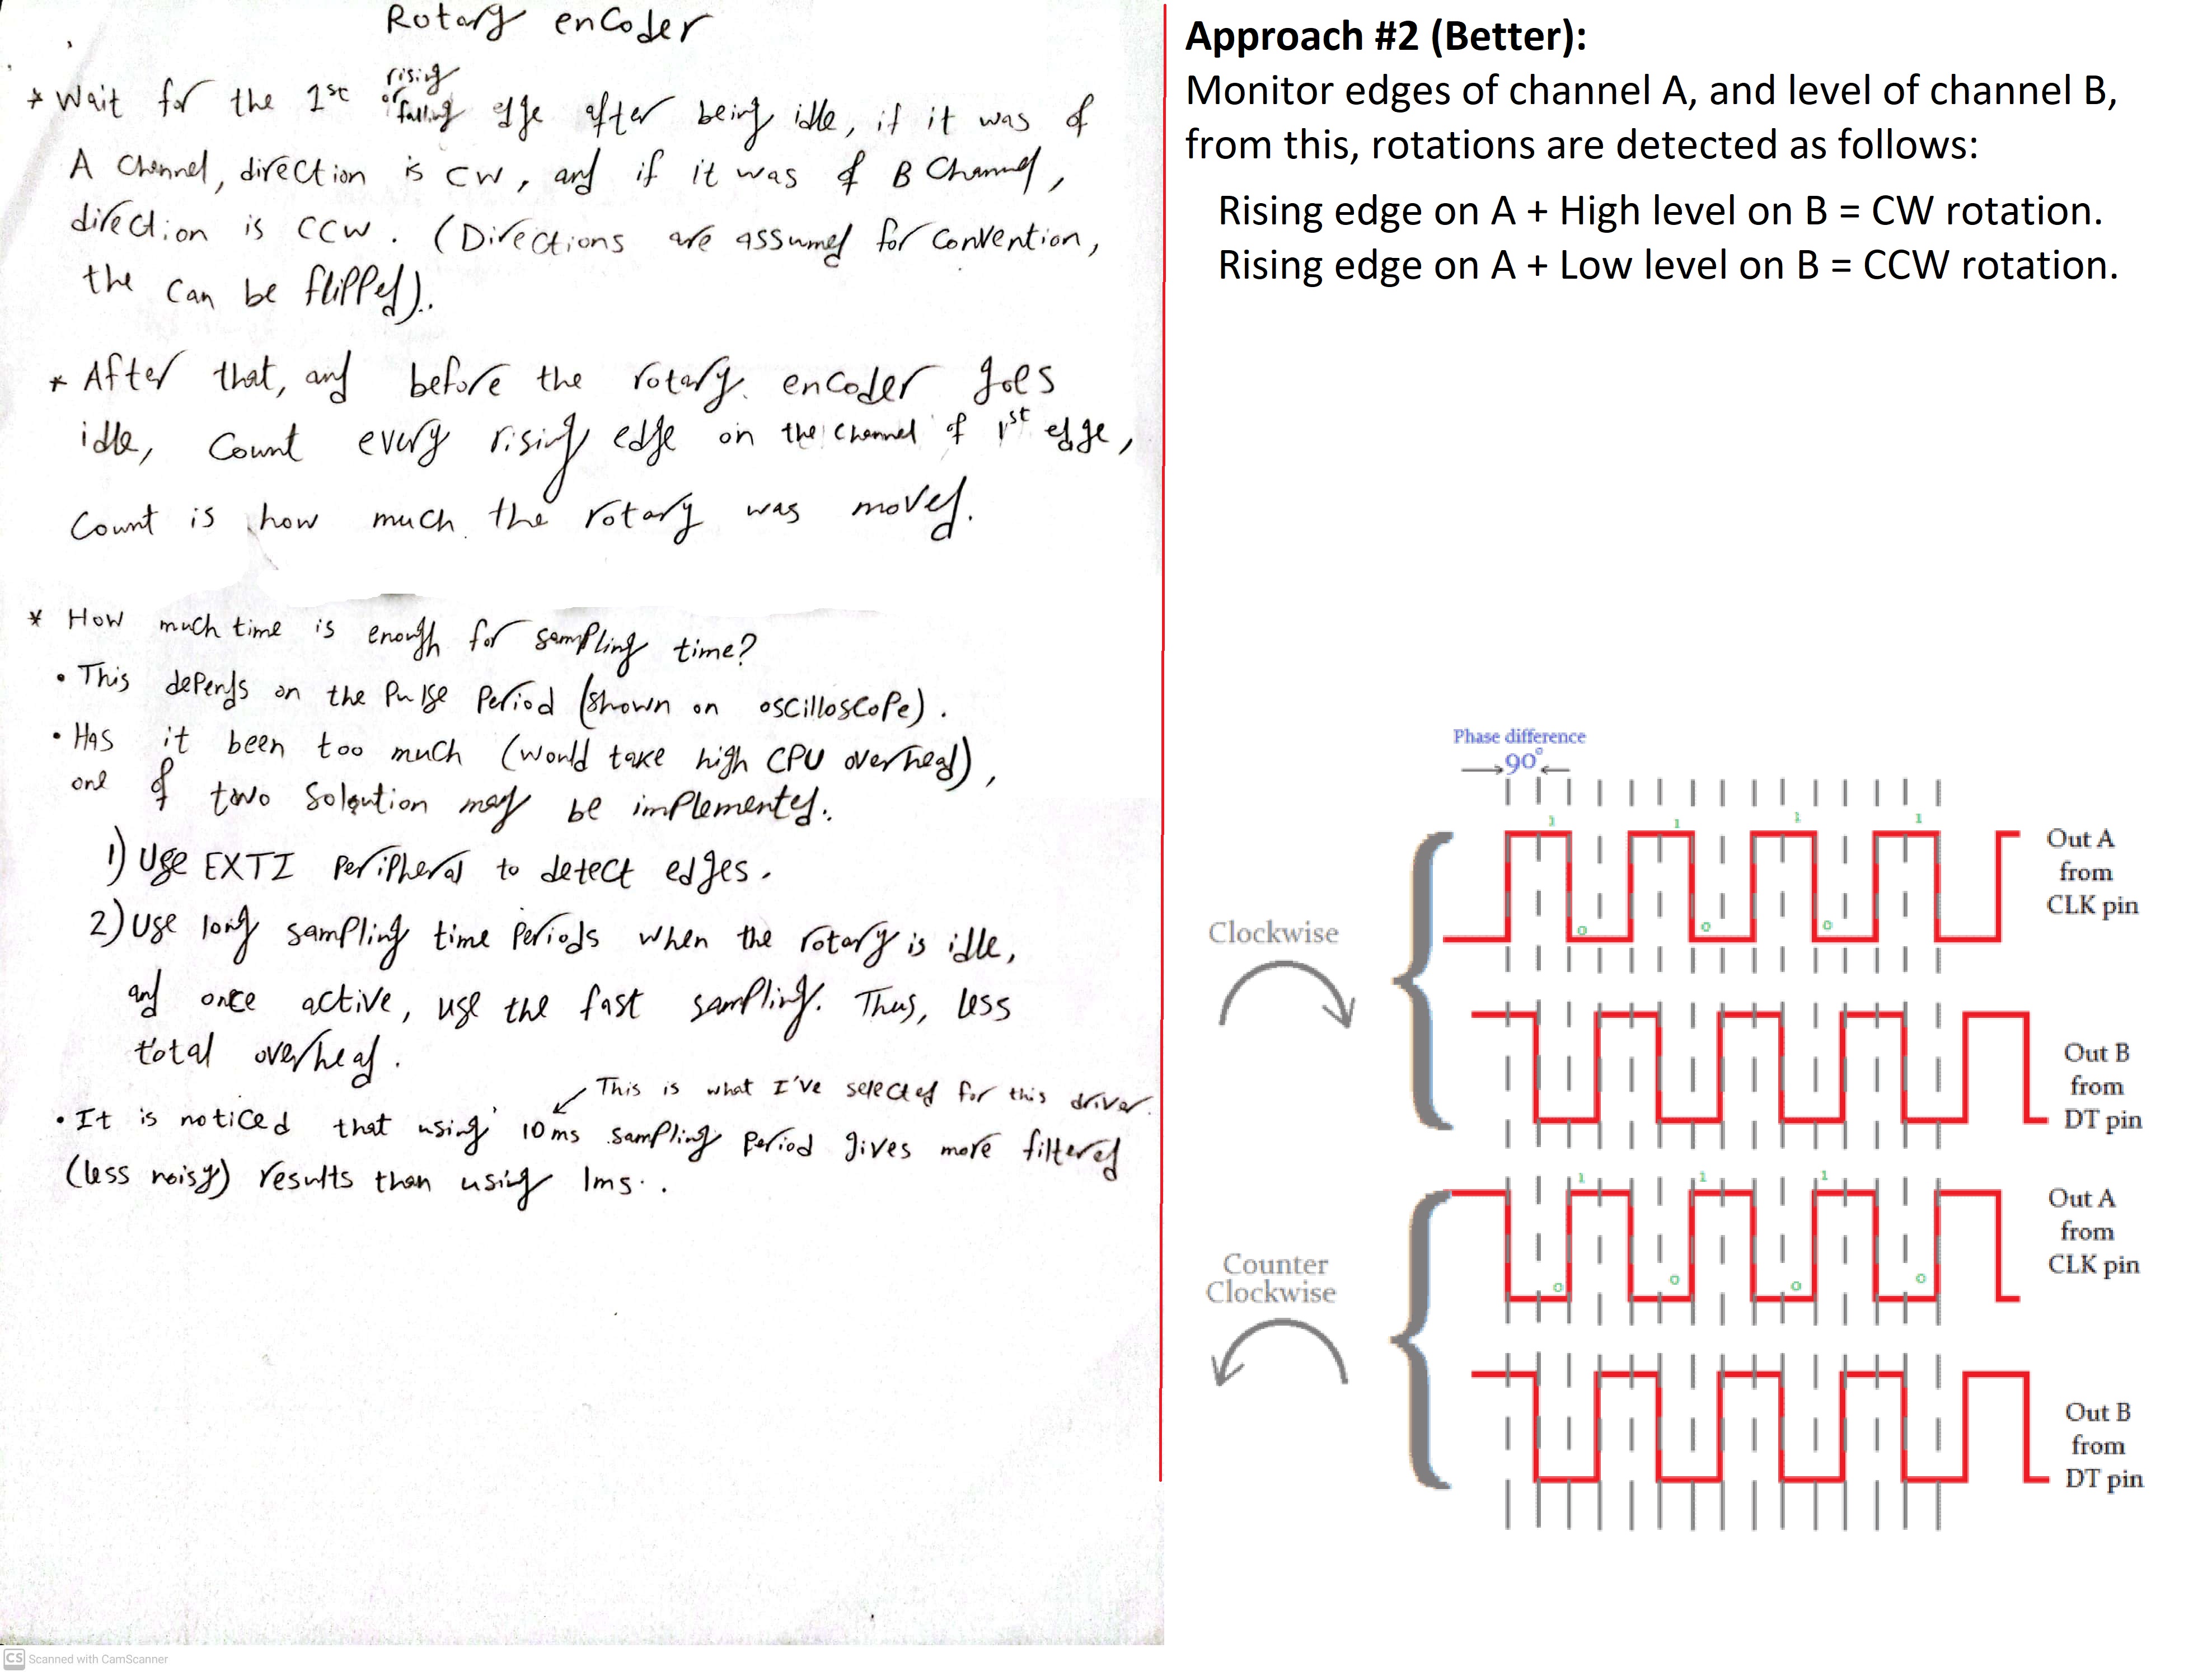 Rotary encoder
* Wait for the 1st rising or falling edge after being idle, if it was of
A Channel, direction is CW, and if it was of B Channel,
direction is CCW. (Directions are assumed for convention,
the can be flipped).
* After that, and before the rotary encoder goes
idle, Count every rising edge on the channel of 1st edge,
Count is how much the rotary was moved.
* How much time is enough for sampling time?
• This depends on the pulse period (shown on oscilloscope).
• Has it been too much (would take high CPU overhead),
one of two solution may be implemented.
1) Use EXTI peripheral to detect edges.
2) Use long sampling time periods when the rotary is idle,
and once active, use the fast sampling. Thus, less
total overhead.
This is what I've selected for this driver.
• It is noticed that using 10 ms sampling period gives more filtered
(less noisy) results than using 1ms.
CS Scanned with CamScanner
Approach #2 (Better):
Monitor edges of channel A, and level of channel B,
from this, rotations are detected as follows:
Rising edge on A + High level on B = CW rotation.
Rising edge on A + Low level on B = CCW rotation.
Phase difference
90°
1 1 1 1
0 0 0
Out A
from
CLK pin
Clockwise
Out B
from
DT pin
1 1 1
0 0 0 0
Out A
from
CLK pin
Counter
Clockwise
Out B
from
DT pin